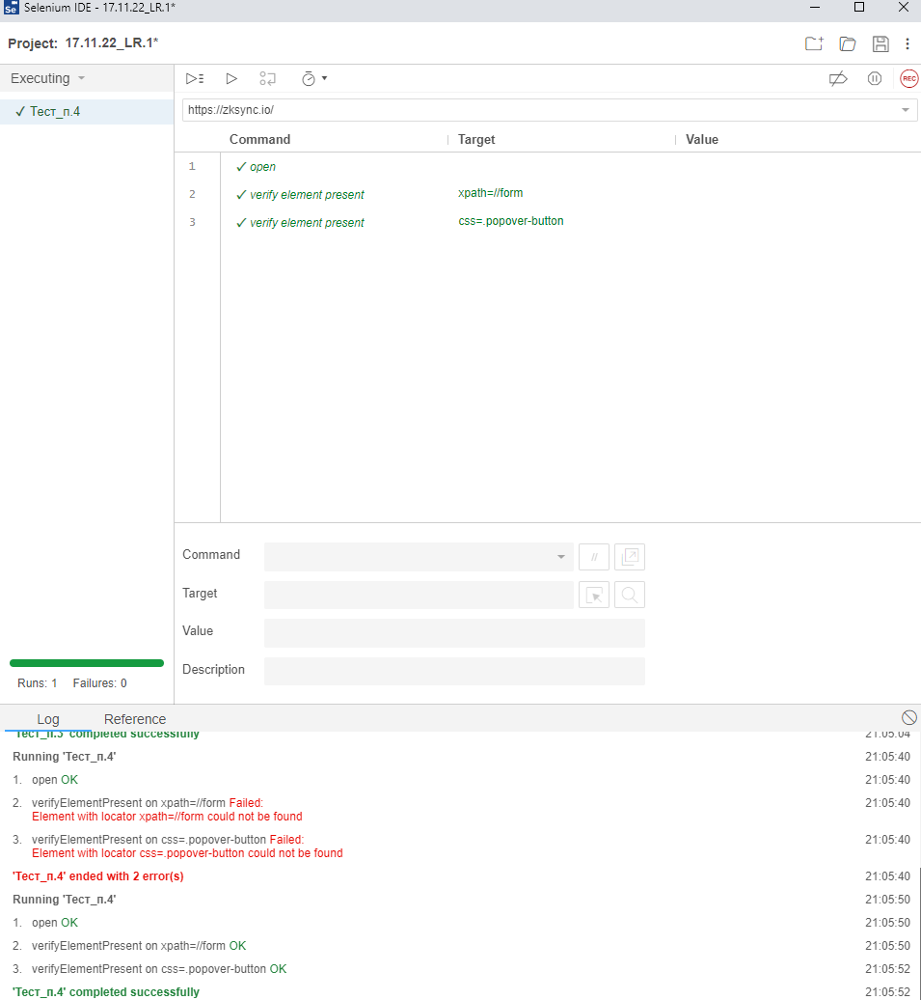 Se Selenium IDE - 17.11.22_LR.1*
Project: 17.11.22_LR.1*
Executing
REC
✓ Тест_п.4
https://zksync.io/
Command Target Value
1 ✓ open
2 ✓ verify element present xpath=//form
3 ✓ verify element present css=.popover-button
Command //
Target
Value
Description
Runs: 1 Failures: 0
Log Reference
'Тест_п.3' completed successfully 21:05:04
Running 'Тест_п.4' 21:05:40
1. open OK 21:05:40
2. verifyElementPresent on xpath=//form Failed: 21:05:40
Element with locator xpath=//form could not be found
3. verifyElementPresent on css=.popover-button Failed: 21:05:40
Element with locator css=.popover-button could not be found
'Тест_п.4' ended with 2 error(s) 21:05:40
Running 'Тест_п.4' 21:05:50
1. open OK 21:05:50
2. verifyElementPresent on xpath=//form OK 21:05:50
3. verifyElementPresent on css=.popover-button OK 21:05:52
'Тест_п.4' completed successfully 21:05:52